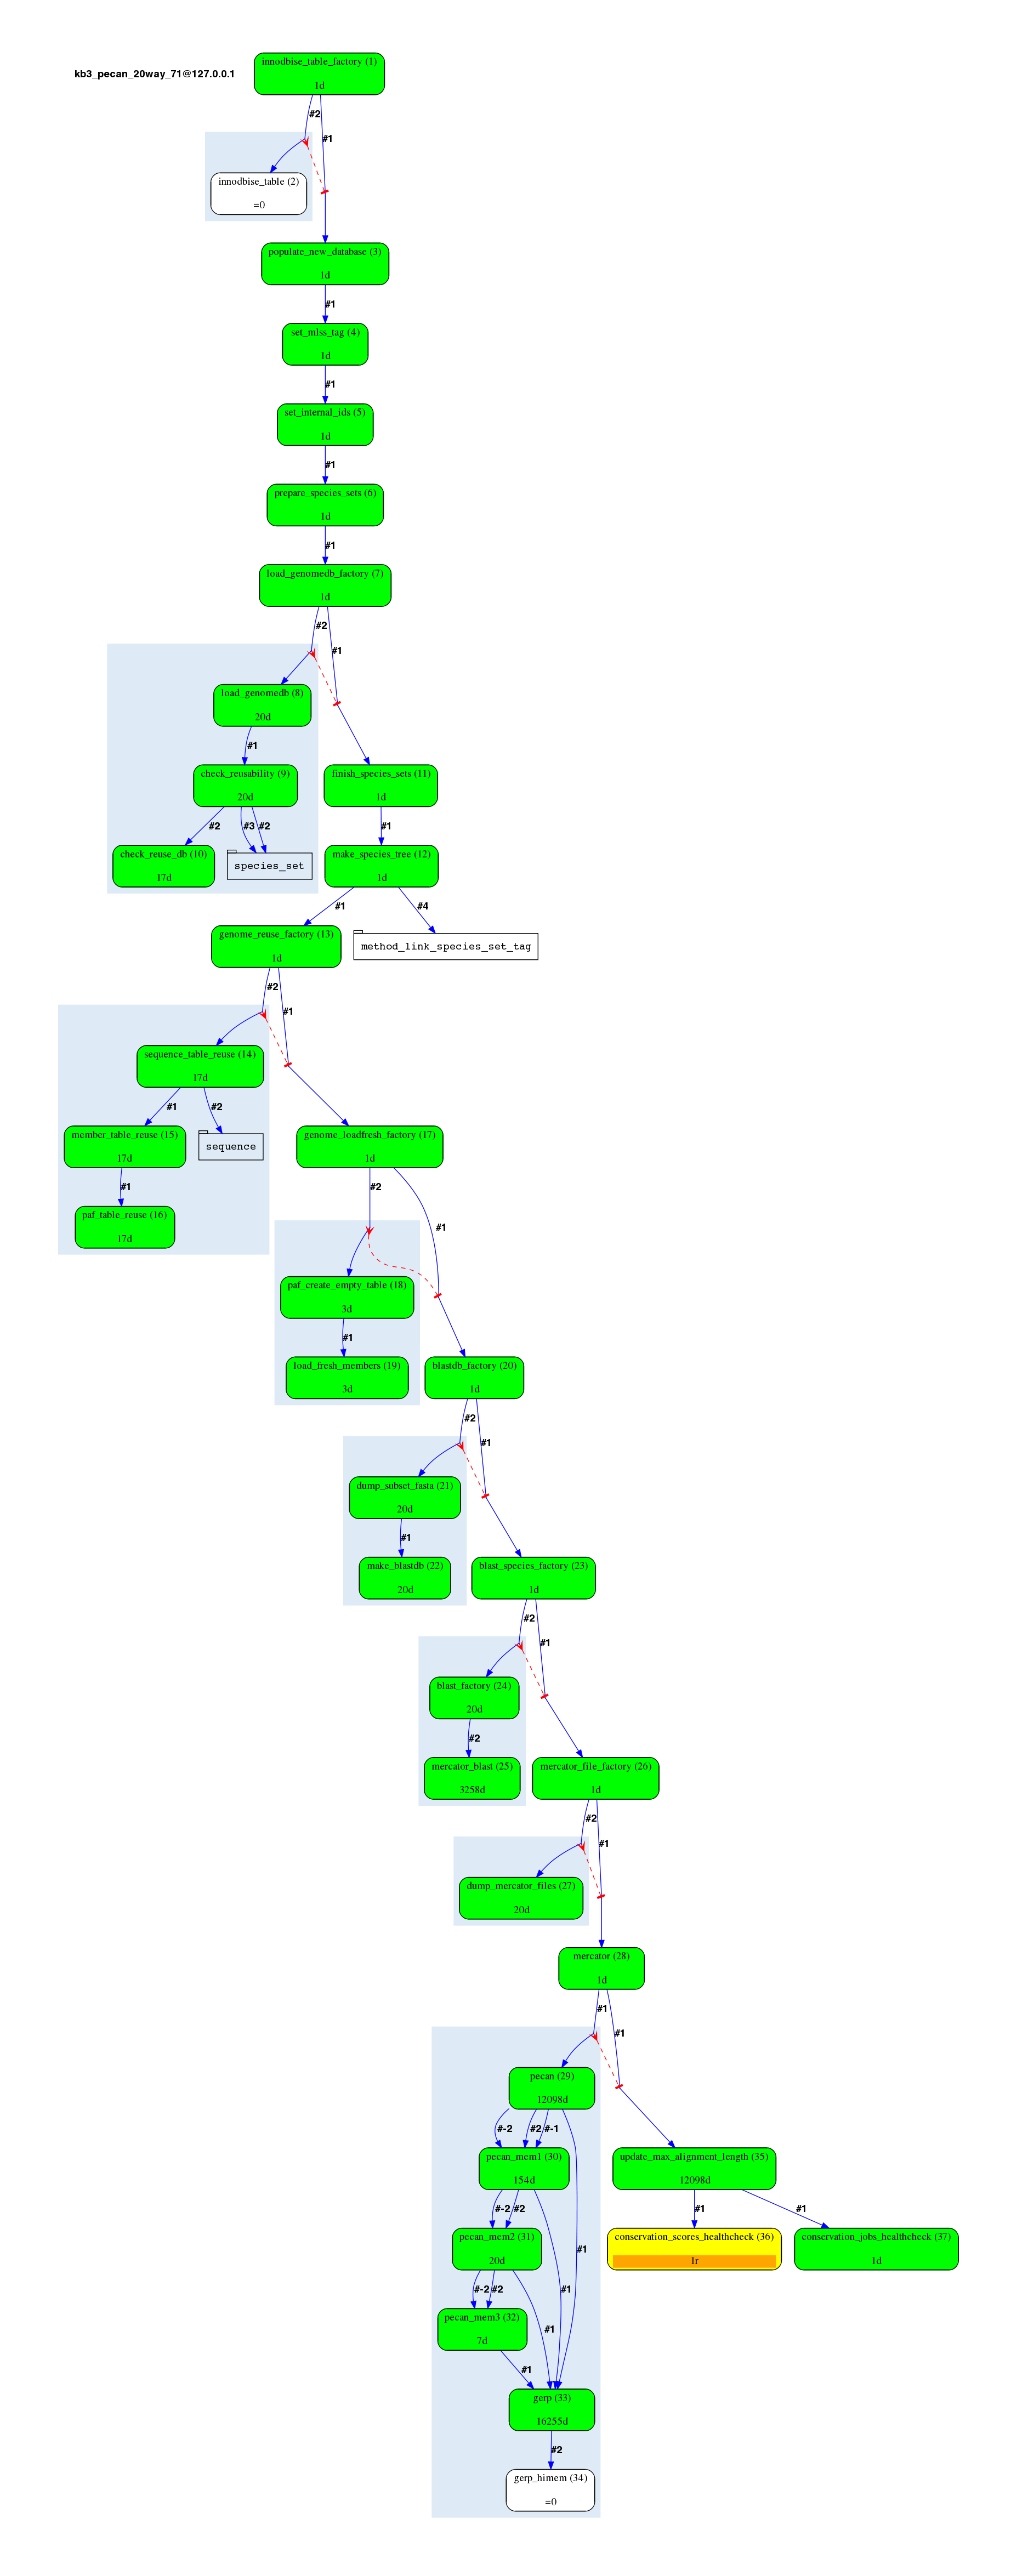 innodbise_table_factory (1)
kb3_pecan_20way_71@127.0.0.1
1d
#2
#1
innodbise_table (2)
=0
populate_new_database (3)
1d
#1
set_mlss_tag (4)
1d
#1
set_internal_ids (5)
1d
#1
prepare_species_sets (6)
1d
#1
load_genomedb_factory (7)
1d
#2
#1
load_genomedb (8)
20d
#1
check_reusability (9)
20d
finish_species_sets (11)
1d
#2
#3
#2
#1
check_reuse_db (10)
17d
species_set
make_species_tree (12)
1d
#1
#4
genome_reuse_factory (13)
1d
method_link_species_set_tag
#2
#1
sequence_table_reuse (14)
17d
#1
#2
member_table_reuse (15)
17d
sequence
genome_loadfresh_factory (17)
1d
#1
#2
paf_table_reuse (16)
17d
#1
paf_create_empty_table (18)
3d
#1
load_fresh_members (19)
3d
blastdb_factory (20)
1d
#2
#1
dump_subset_fasta (21)
20d
#1
make_blastdb (22)
20d
blast_species_factory (23)
1d
#2
#1
blast_factory (24)
20d
#2
mercator_blast (25)
3258d
mercator_file_factory (26)
1d
#2
#1
dump_mercator_files (27)
20d
mercator (28)
1d
#1
#1
pecan (29)
12098d
#-2
#2
#-1
pecan_mem1 (30)
154d
update_max_alignment_length (35)
12098d
#-2
#2
#1
#1
pecan_mem2 (31)
20d
conservation_scores_healthcheck (36)
1r
conservation_jobs_healthcheck (37)
1d
#1
#-2
#2
#1
pecan_mem3 (32)
7d
#1
#1
gerp (33)
16255d
#2
gerp_himem (34)
=0